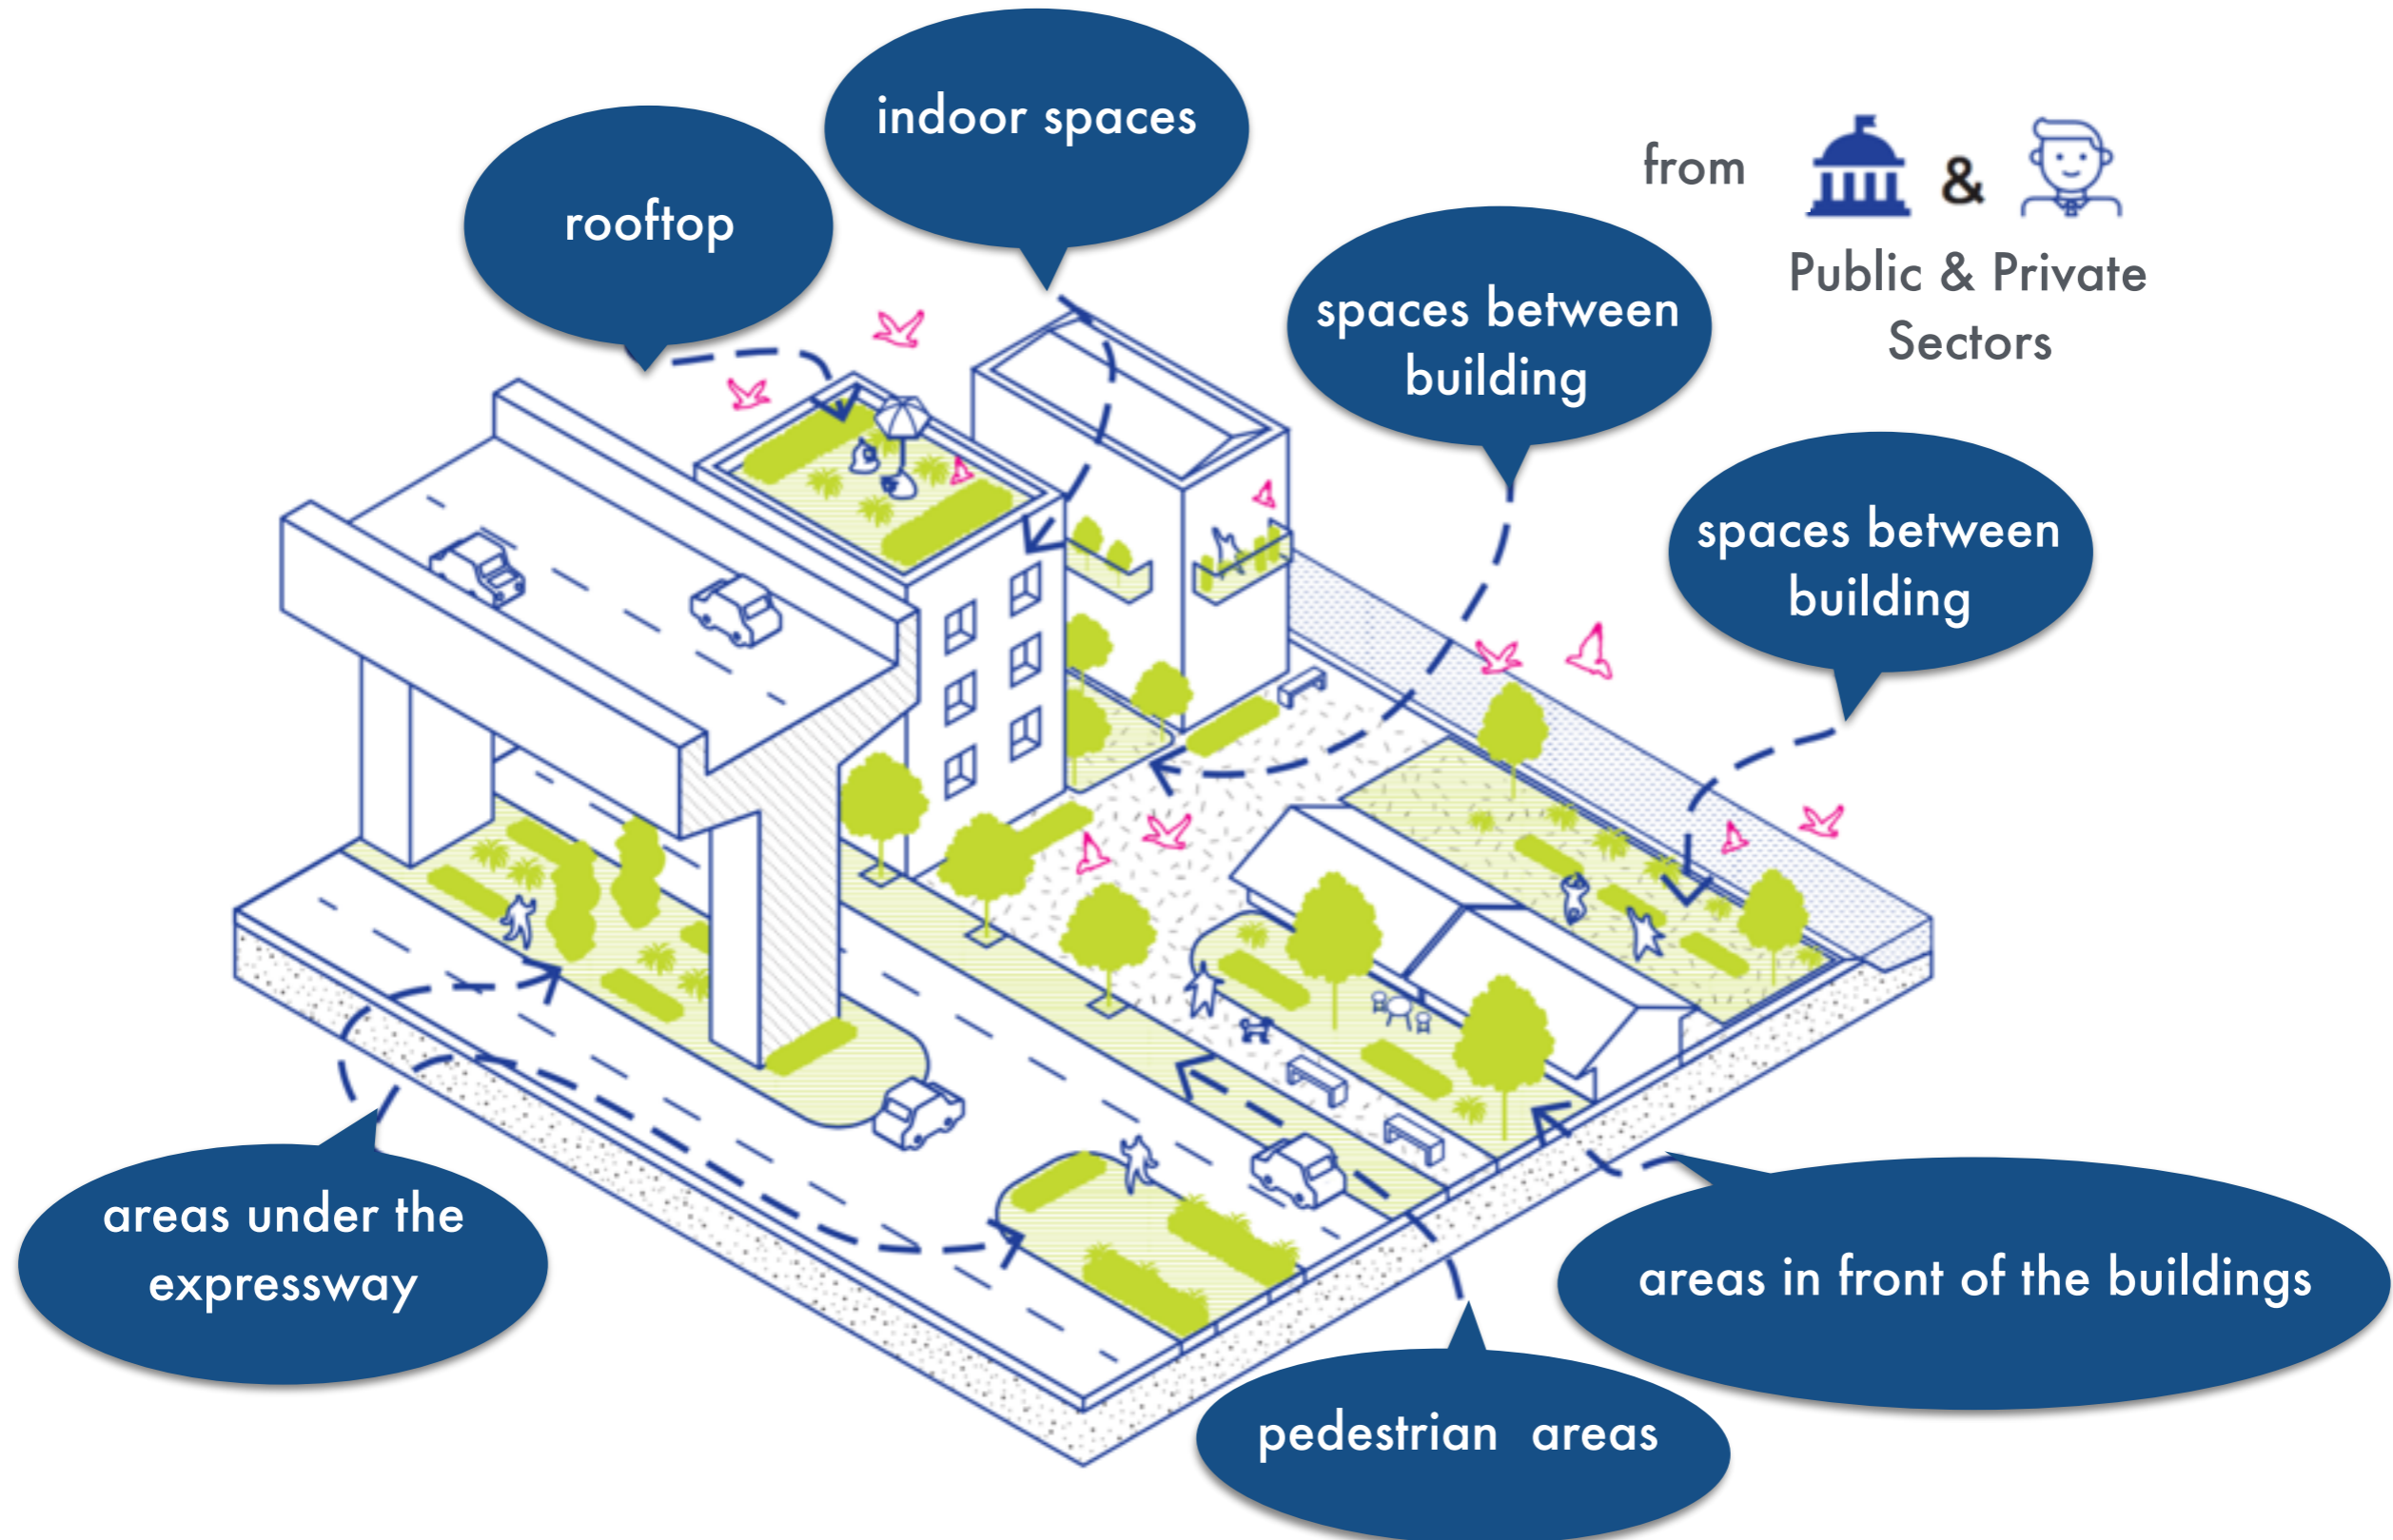 indoor spaces
rooftop
from
&
Public & Private
Sectors
spaces between
building
spaces between
building
areas under the
expressway
areas in front of the buildings
pedestrian areas